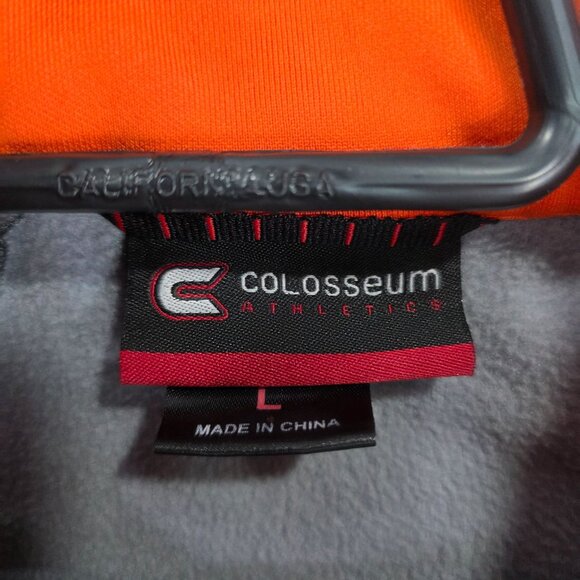 CALIFORNIA USA
COLOSSEUM
ATHLETICS
L
MADE IN CHINA